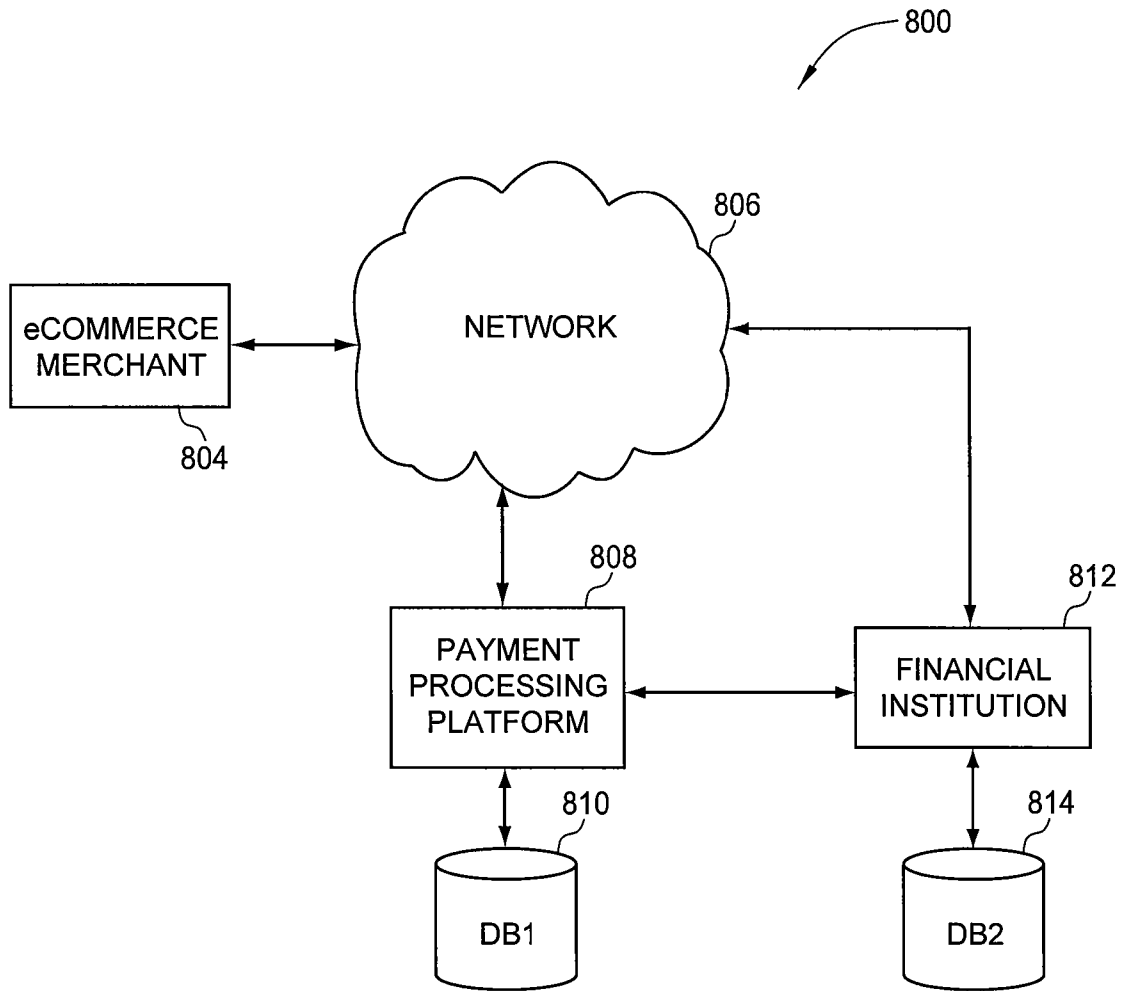 800
806
NETWORK
eCOMMERCE
MERCHANT
804
808
812
PAYMENT
PROCESSING
PLATFORM
FINANCIAL
INSTITUTION
810
814
DB1
DB2